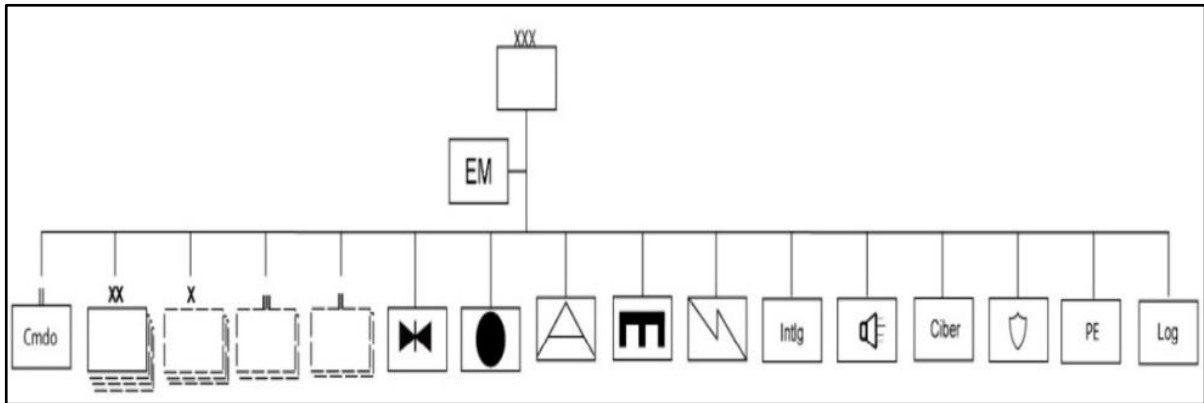 XXX
EM
XX X III II
II
Cmdo Intlg Ciber PE Log